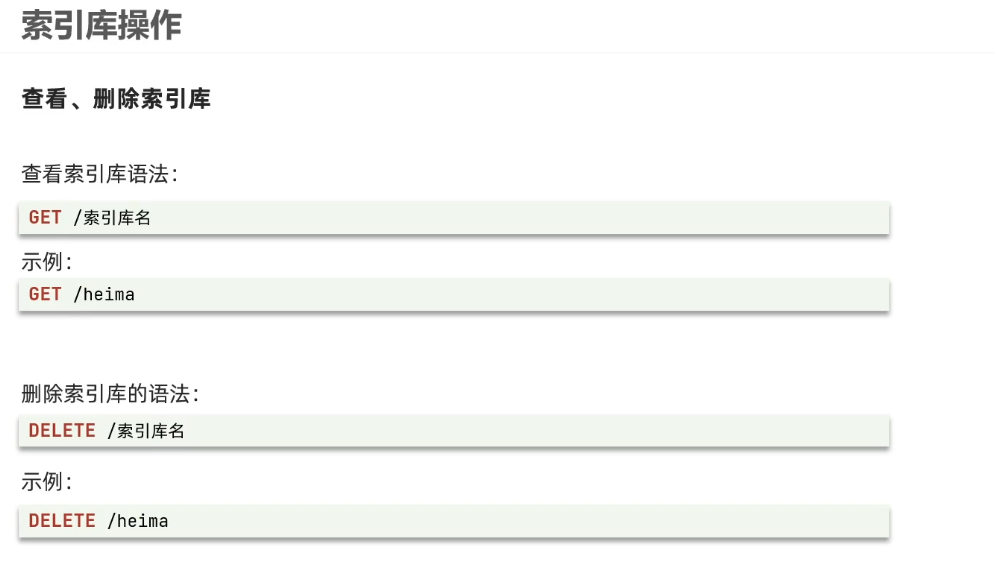 索引库操作
查看、删除索引库
查看索引库语法：
GET /索引库名
示例：
GET /heima
删除索引库的语法：
DELETE /索引库名
示例：
DELETE /heima